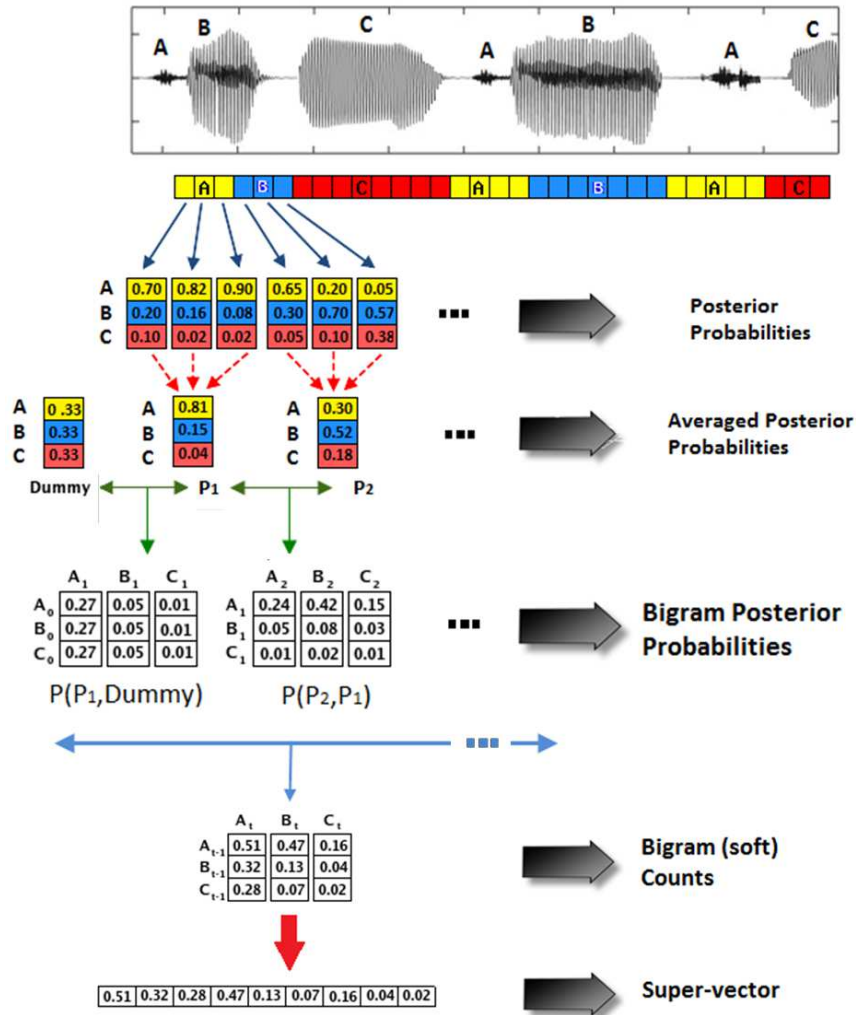 A B C A B A C
A B C A B A C
A 0.70 0.82 0.90 0.65 0.20 0.05
B 0.20 0.16 0.08 0.30 0.70 0.57
C 0.10 0.02 0.02 0.05 0.10 0.38
...
Posterior
Probabilities
A 0 .33 A 0.81 A 0.30
B 0.33 B 0.15 B 0.52
C 0.33 C 0.04 C 0.18
...
Averaged Posterior
Probabilities
Dummy P1 P2
A1 B1 C1 A2 B2 C2
A0 0.27 0.05 0.01 A1 0.24 0.42 0.15
B0 0.27 0.05 0.01 B1 0.05 0.08 0.03
C0 0.27 0.05 0.01 C1 0.01 0.02 0.01
...
Bigram Posterior
Probabilities
P(P1,Dummy) P(P2,P1)
...
At Bt Ct
At-1 0.51 0.47 0.16
Bt-1 0.32 0.13 0.04
Ct-1 0.28 0.07 0.02
Bigram (soft)
Counts
0.51 0.32 0.28 0.47 0.13 0.07 0.16 0.04 0.02
Super-vector